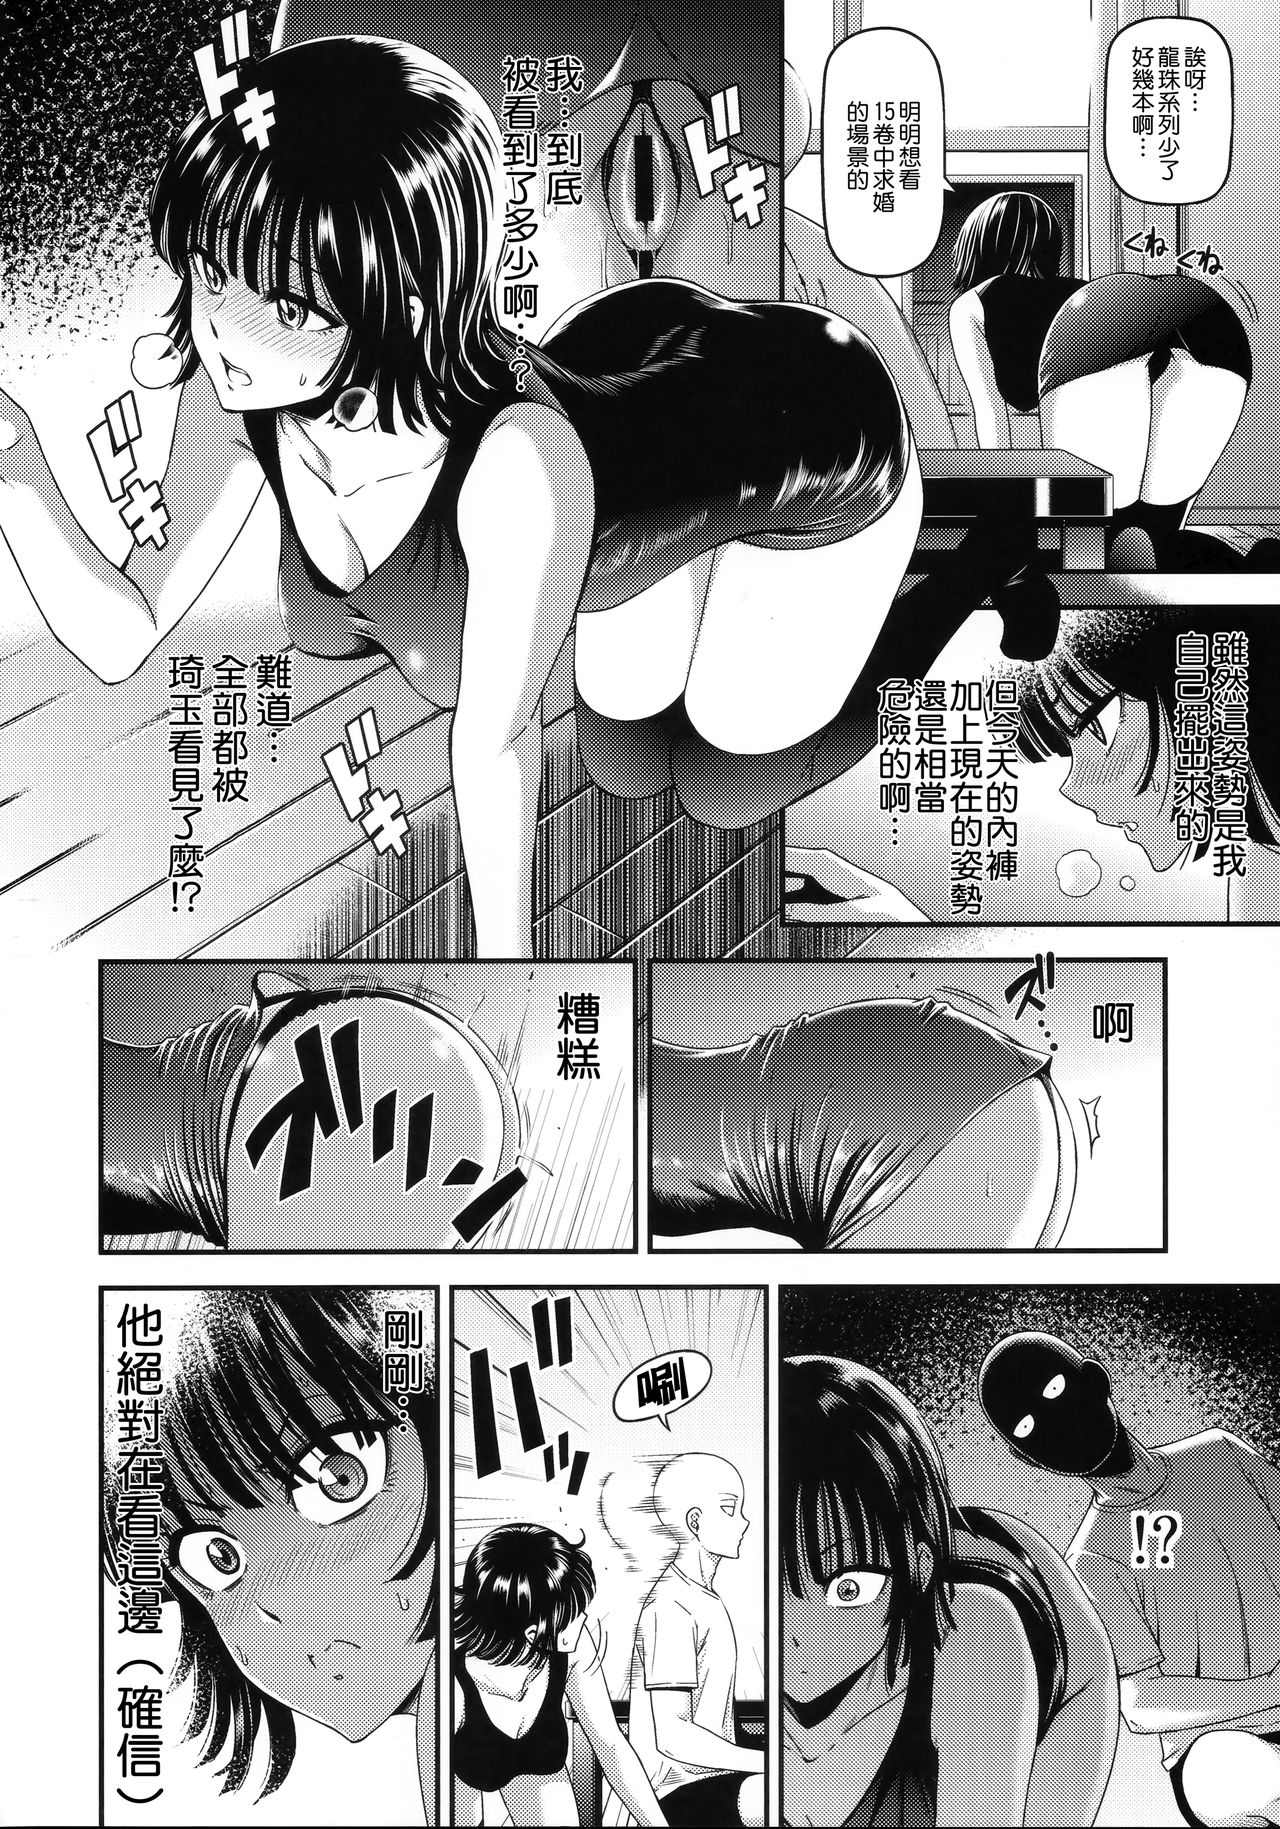 誒呀…
龍珠系列少了
好幾本啊…
明明想看
15卷中求婚
的場景的
くね
くね
雖然這姿勢是我
自己擺出來的
但今天的內褲
加上現在的姿勢
還是相當
危險的啊…
我…到底
被看到了多少啊…?
ドキ
ドキ
ドキ
ドキ
難道…
全部都被
琦玉看見了麼!?
啊
ズ…
糟糕
ズルン
!?
唰
バッ
剛剛…
他絕對在看這邊（確信）